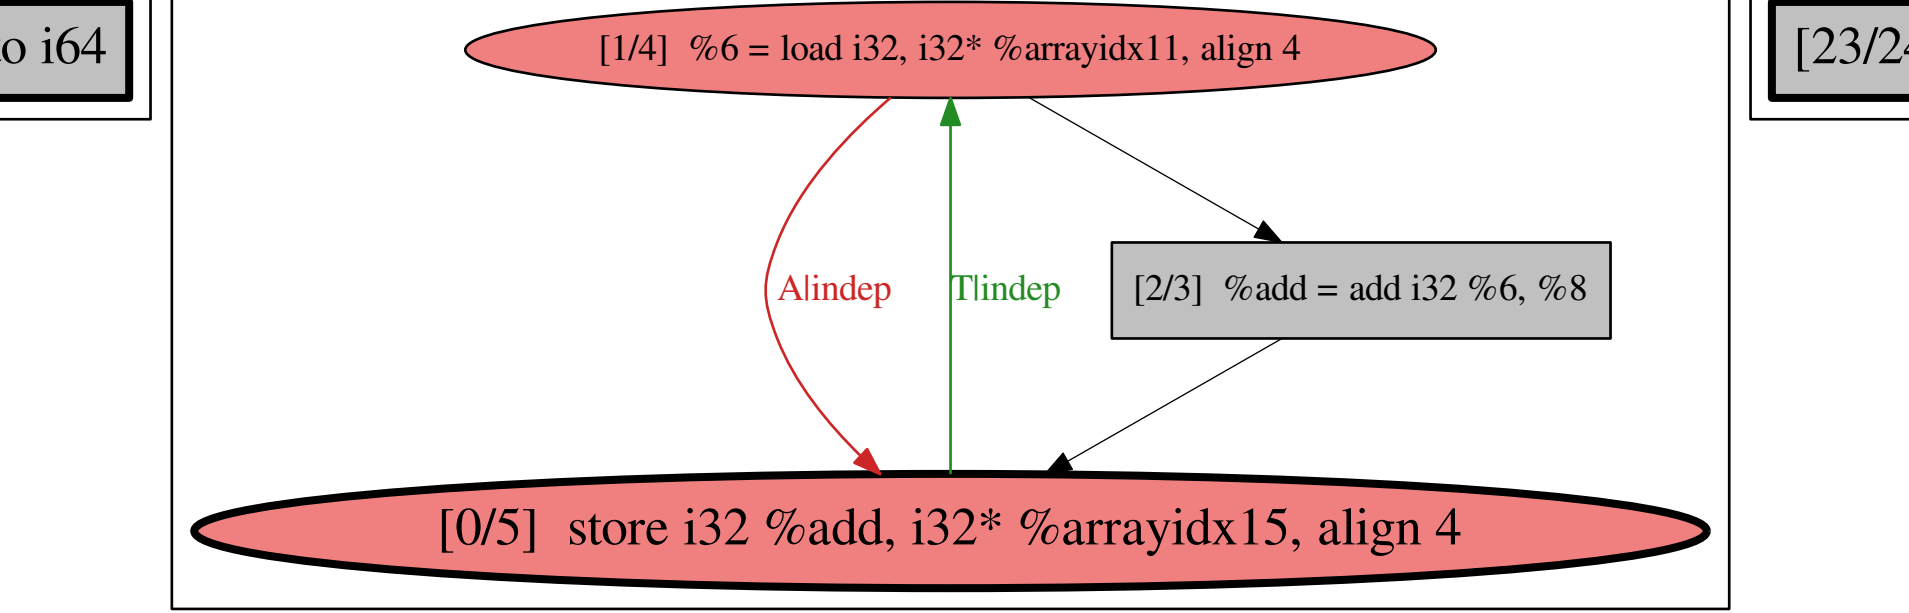 o i64
[1/4] %6 = load i32, i32* %arrayidx11, align 4
[23/24
A|indep
T|indep
[2/3] %add = add i32 %6, %8
[0/5] store i32 %add, i32* %arrayidx15, align 4